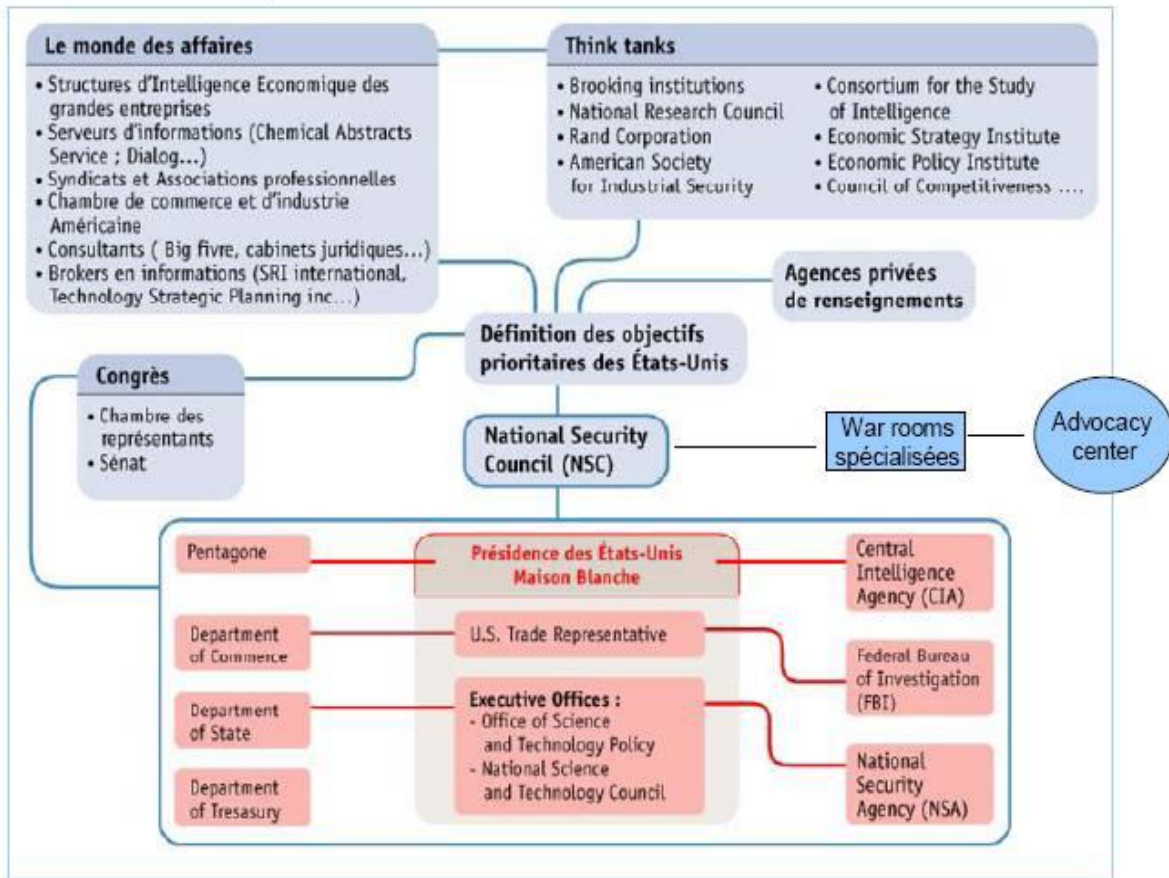 Le monde des affaires
• Structures d'Intelligence Economique des
grandes entreprises
• Serveurs d'informations (Chemical Abstracts
Service ; Dialog...)
• Syndicats et Associations professionnelles
• Chambre de commerce et d'industrie
Américaine
• Consultants ( Big fivre, cabinets juridiques...)
• Brokers en informations (SRI international,
Technology Strategic Planning inc...)
Think tanks
• Brooking institutions
• National Research Council
• Rand Corporation
• American Society
for Industrial Security
• Consortium for the Study
of Intelligence
• Economic Strategy Institute
• Economic Policy Institute
• Council of Competitiveness ....
Agences privées
de renseignements
Définition des objectifs
prioritaires des États-Unis
Congrès
• Chambre des
représentants
• Sénat
National Security
Council (NSC)
War rooms
spécialisées
Advocacy
center
Pentagone
Présidence des États-Unis
Maison Blanche
Central
Intelligence
Agency (CIA)
Department
of Commerce
U.S. Trade Representative
Federal Bureau
of Investigation
(FBI)
Department
of State
Executive Offices :
- Office of Science
and Technology Policy
- National Science
and Technology Council
National
Security
Agency (NSA)
Department
of Tresasury